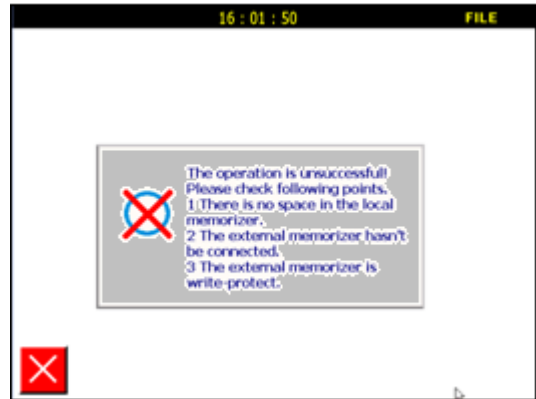 16 : 01 : 50 FILE
The operation is unsuccessful!
Please check following points.
1 There is no space in the local
memorizer.
2 The external memorizer hasn't
be connected.
3 The external memorizer is
write-protect.